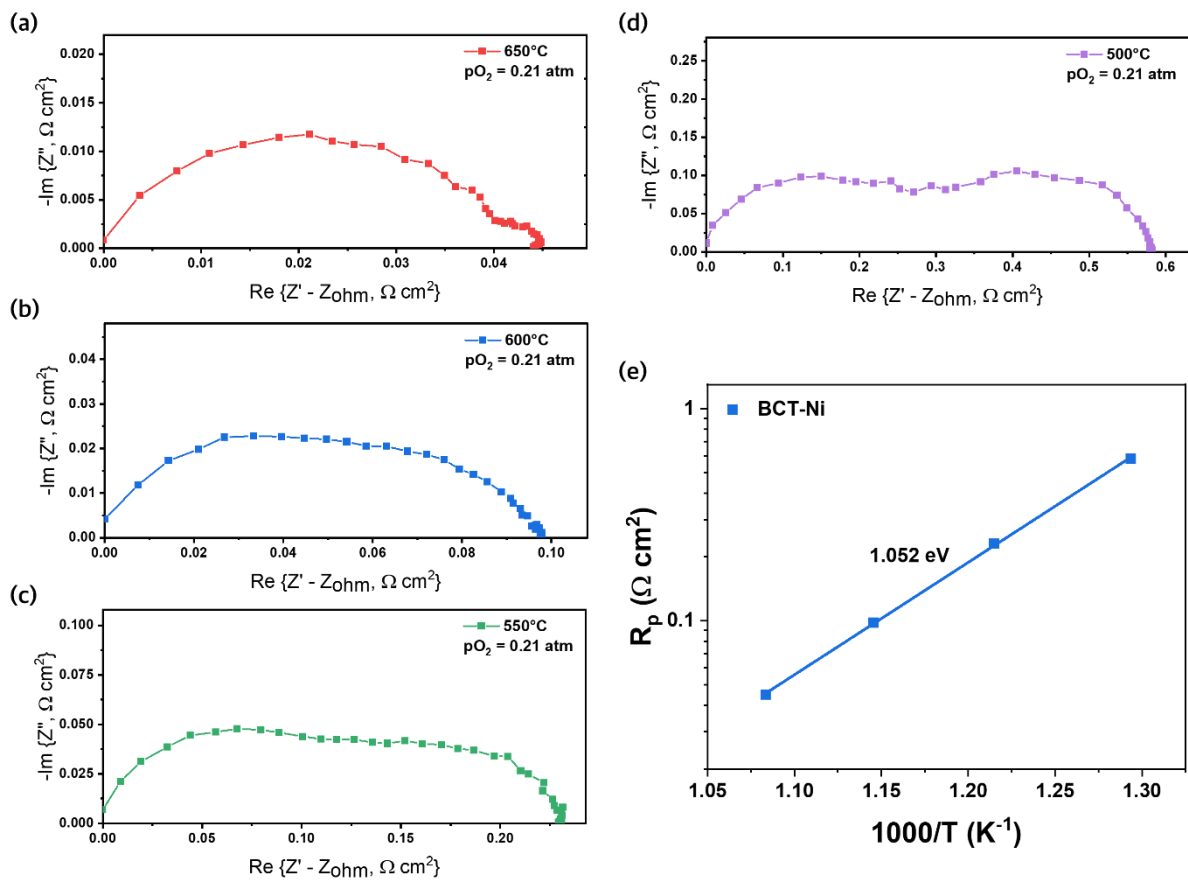 (a)
650°C
pO2 = 0.21 atm
0.020
0.015
0.010
0.005
0.000
-Im {Z", Ω cm2}
0.00 0.01 0.02 0.03 0.04
Re {Z' - Zohm, Ω cm2}
(b)
600°C
pO2 = 0.21 atm
0.04
0.03
0.02
0.01
0.00
-Im {Z", Ω cm2}
0.00 0.02 0.04 0.06 0.08 0.10
Re {Z' - Zohm, Ω cm2}
(c)
550°C
pO2 = 0.21 atm
0.100
0.075
0.050
0.025
0.000
-Im {Z", Ω cm2}
0.00 0.05 0.10 0.15 0.20
Re {Z' - Zohm, Ω cm2}
(d)
500°C
pO2 = 0.21 atm
0.25
0.20
0.15
0.10
0.05
0.00
-Im {Z", Ω cm2}
0.0 0.1 0.2 0.3 0.4 0.5 0.6
Re {Z' - Zohm, Ω cm2}
(e)
BCT-Ni
1
0.1
Rp (Ω cm2)
1.052 eV
1.05 1.10 1.15 1.20 1.25 1.30
1000/T (K-1)